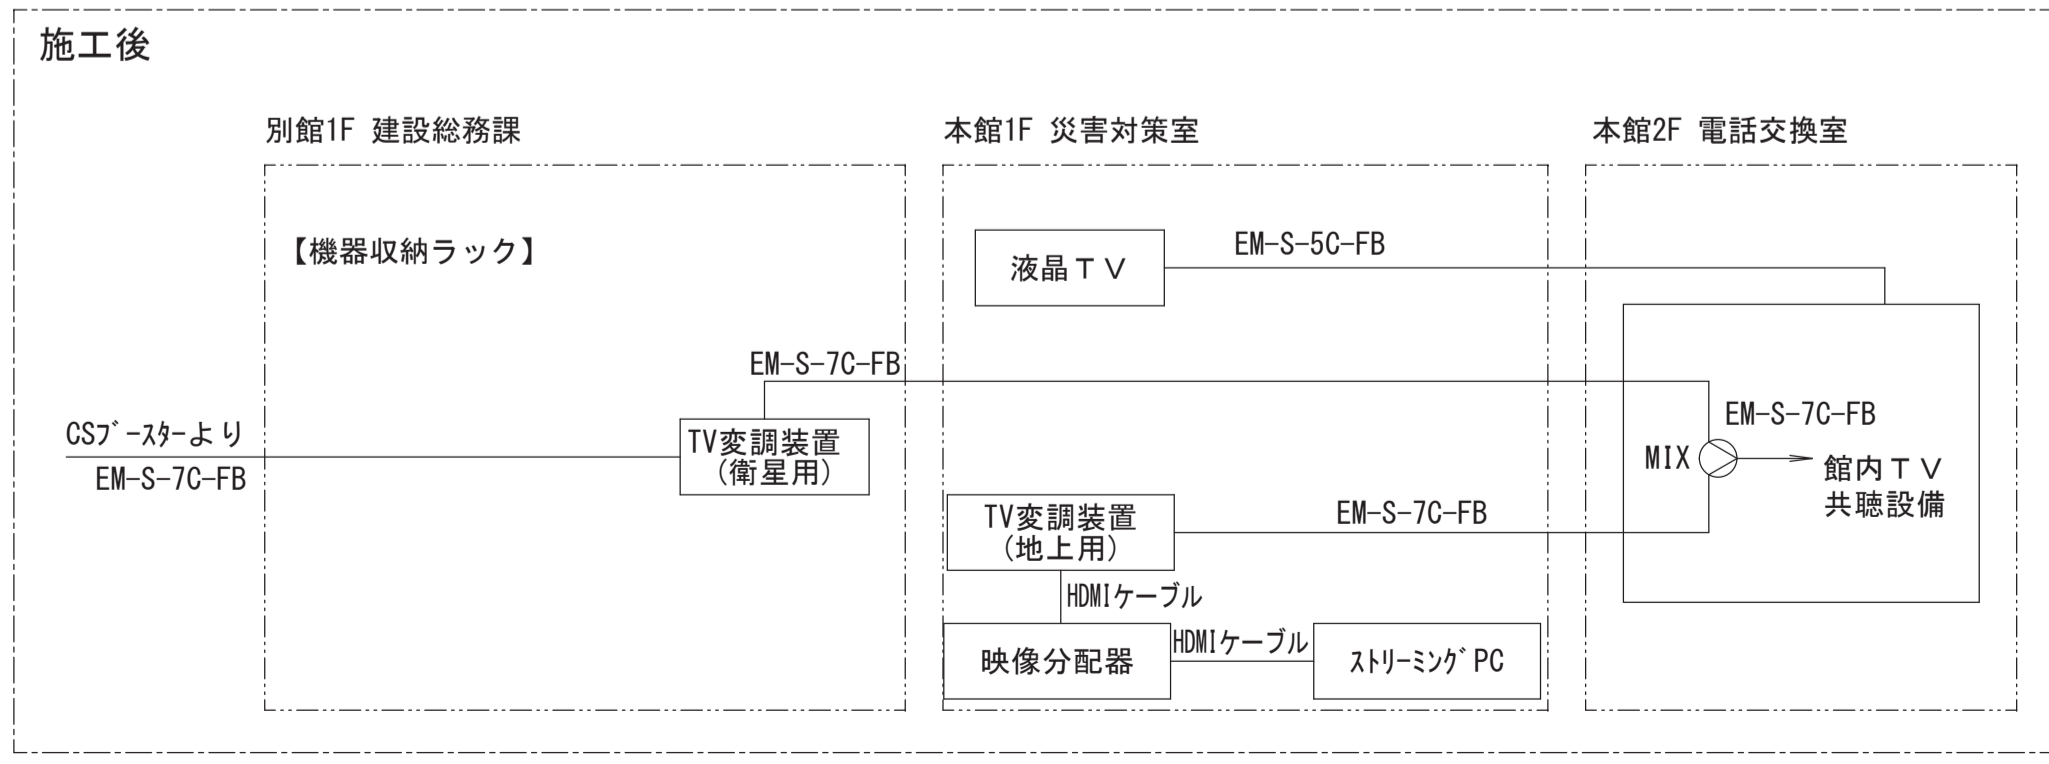 施工後
別館1F 建設総務課
本館1F 災害対策室
本館2F 電話交換室
【機器収納ラック】
液晶TV
EM-S-5C-FB
EM-S-7C-FB
CSブースターより
EM-S-7C-FB
TV変調装置
(衛星用)
EM-S-7C-FB
MIX
館内TV
共聴設備
TV変調装置
(地上用)
EM-S-7C-FB
HDMIケーブル
映像分配器
HDMIケーブル
ストリーミングPC